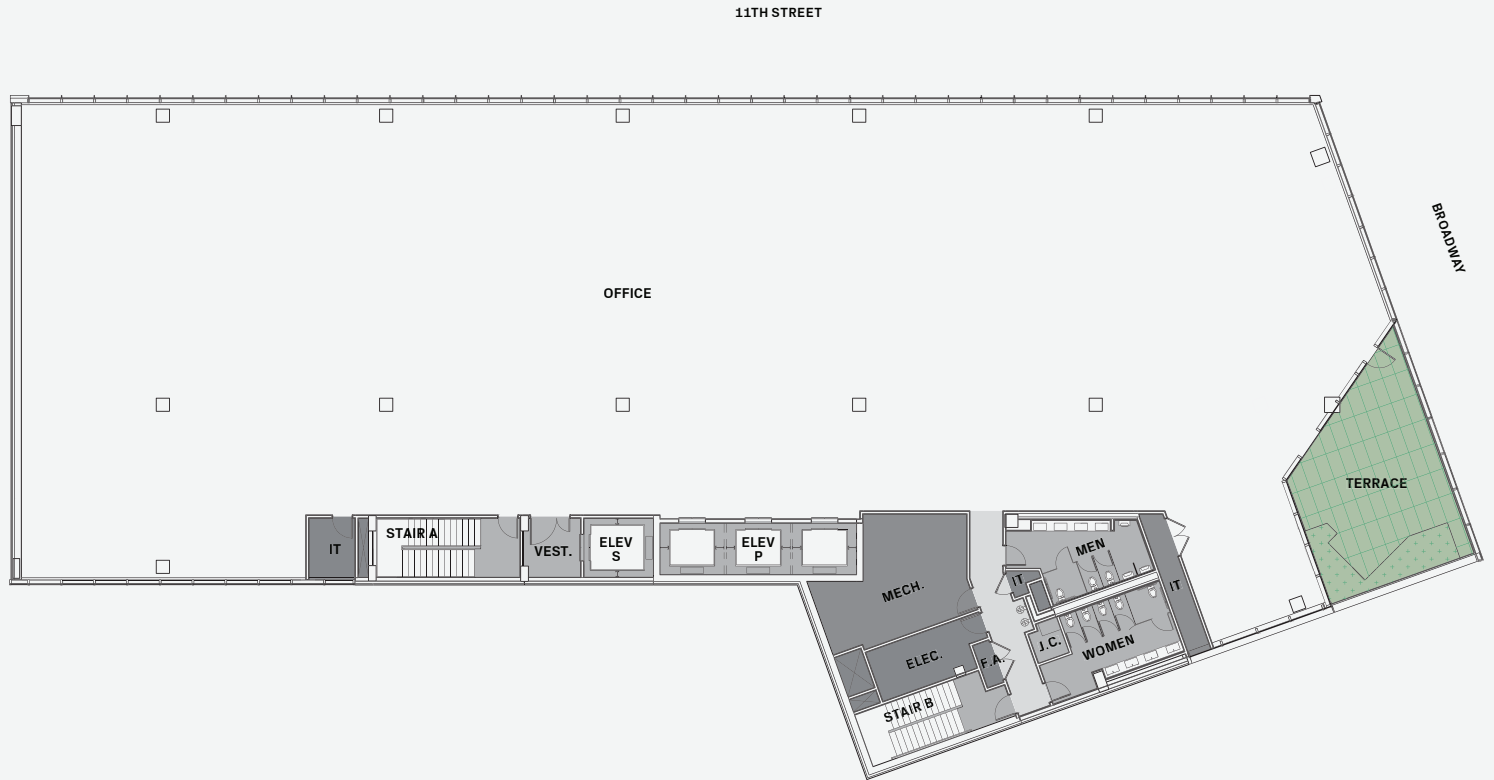 11TH STREET
BROADWAY
OFFICE
TERRACE
IT
STAIR A
VEST.
ELEV
S
ELEV
P
MECH.
ELEC.
F.A.
STAIR B
IT
MEN
J.C.
WOMEN
IT